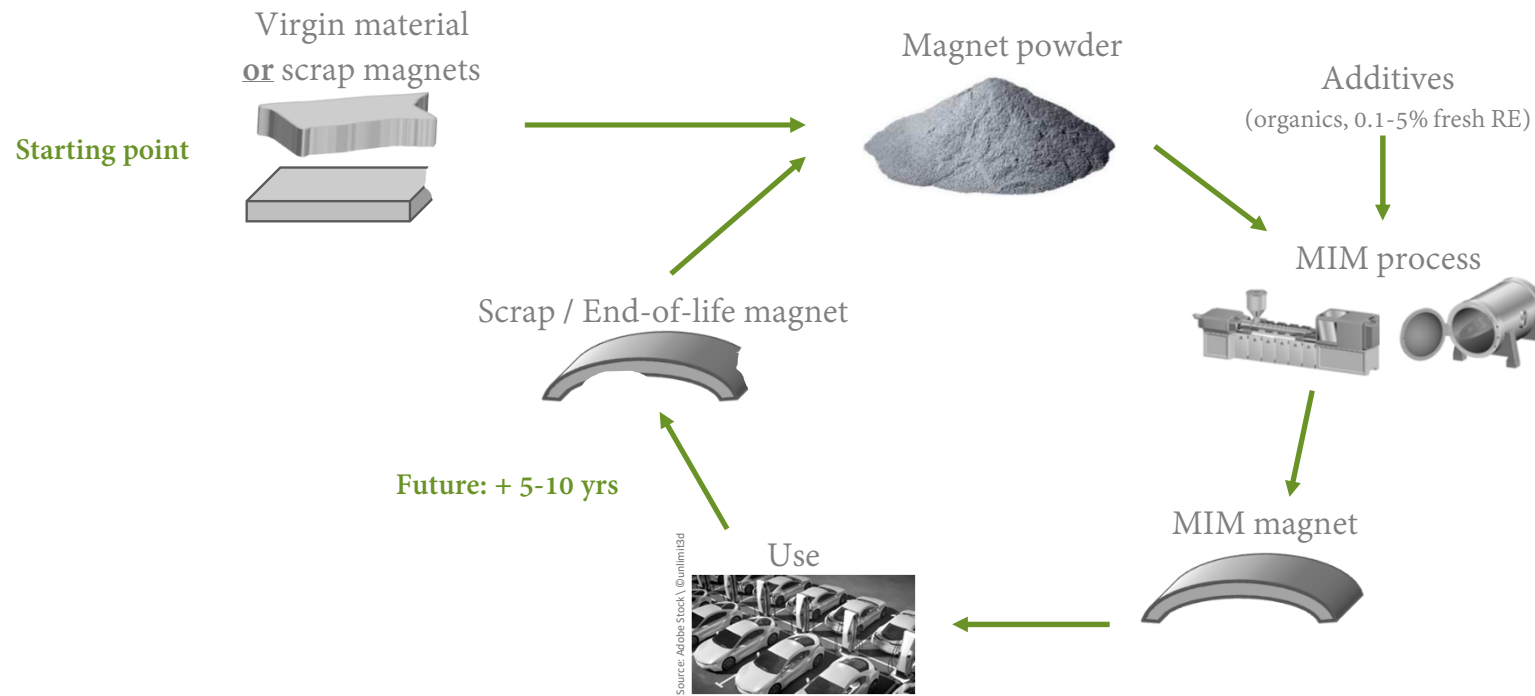 Virgin material
or scrap magnets
Starting point
Magnet powder
Additives
(organics, 0.1-5% fresh RE)
MIM process
Scrap / End-of-life magnet
Future: + 5-10 yrs
MIM magnet
Use
Source: Adobe Stock \ ©unlimit3d